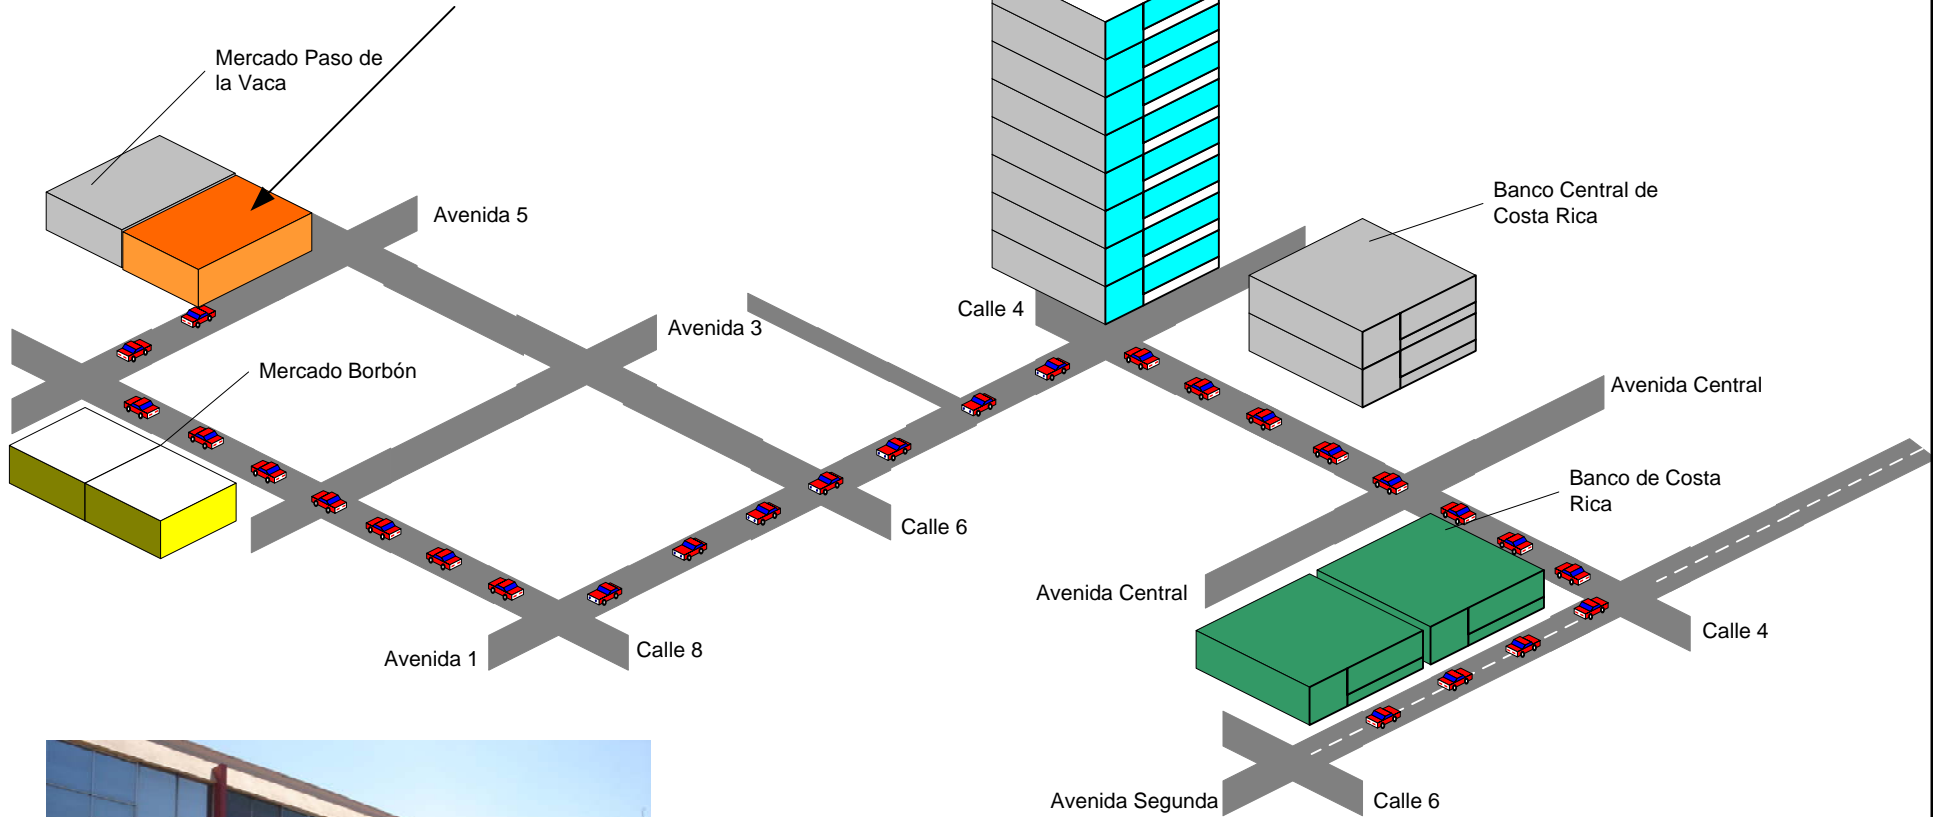 Mercado Paso de
la Vaca
Avenida 5
Banco Central de
Costa Rica
Calle 4
Avenida 3
Mercado Borbón
Avenida Central
Banco de Costa
Rica
Calle 6
Avenida Central
Calle 4
Calle 8
Avenida 1
Avenida Segunda
Calle 6